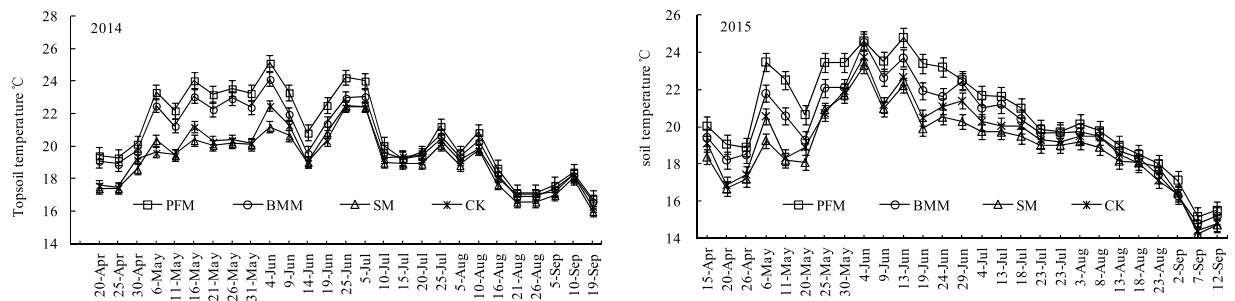 28
26
24
22
20
18
16
14
Topsoil temperature ℃
2014
PFM BMM SM CK
20-Apr
25-Apr
30-Apr
6-May
11-May
16-May
21-May
26-May
31-May
4-Jun
9-Jun
14-Jun
19-Jun
25-Jun
5-Jul
10-Jul
15-Jul
20-Jul
25-Jul
5-Aug
10-Aug
16-Aug
21-Aug
26-Aug
5-Sep
10-Sep
19-Sep
26
24
22
20
18
16
14
soil temperature ℃
2015
PFM BMM SM CK
15-Apr
20-Apr
26-Apr
6-May
11-May
20-May
25-May
30-May
4-Jun
9-Jun
13-Jun
19-Jun
24-Jun
29-Jun
4-Jul
13-Jul
18-Jul
23-Jul
23-Jul
3-Aug
8-Aug
13-Aug
18-Aug
23-Aug
2-Sep
7-Sep
12-Sep